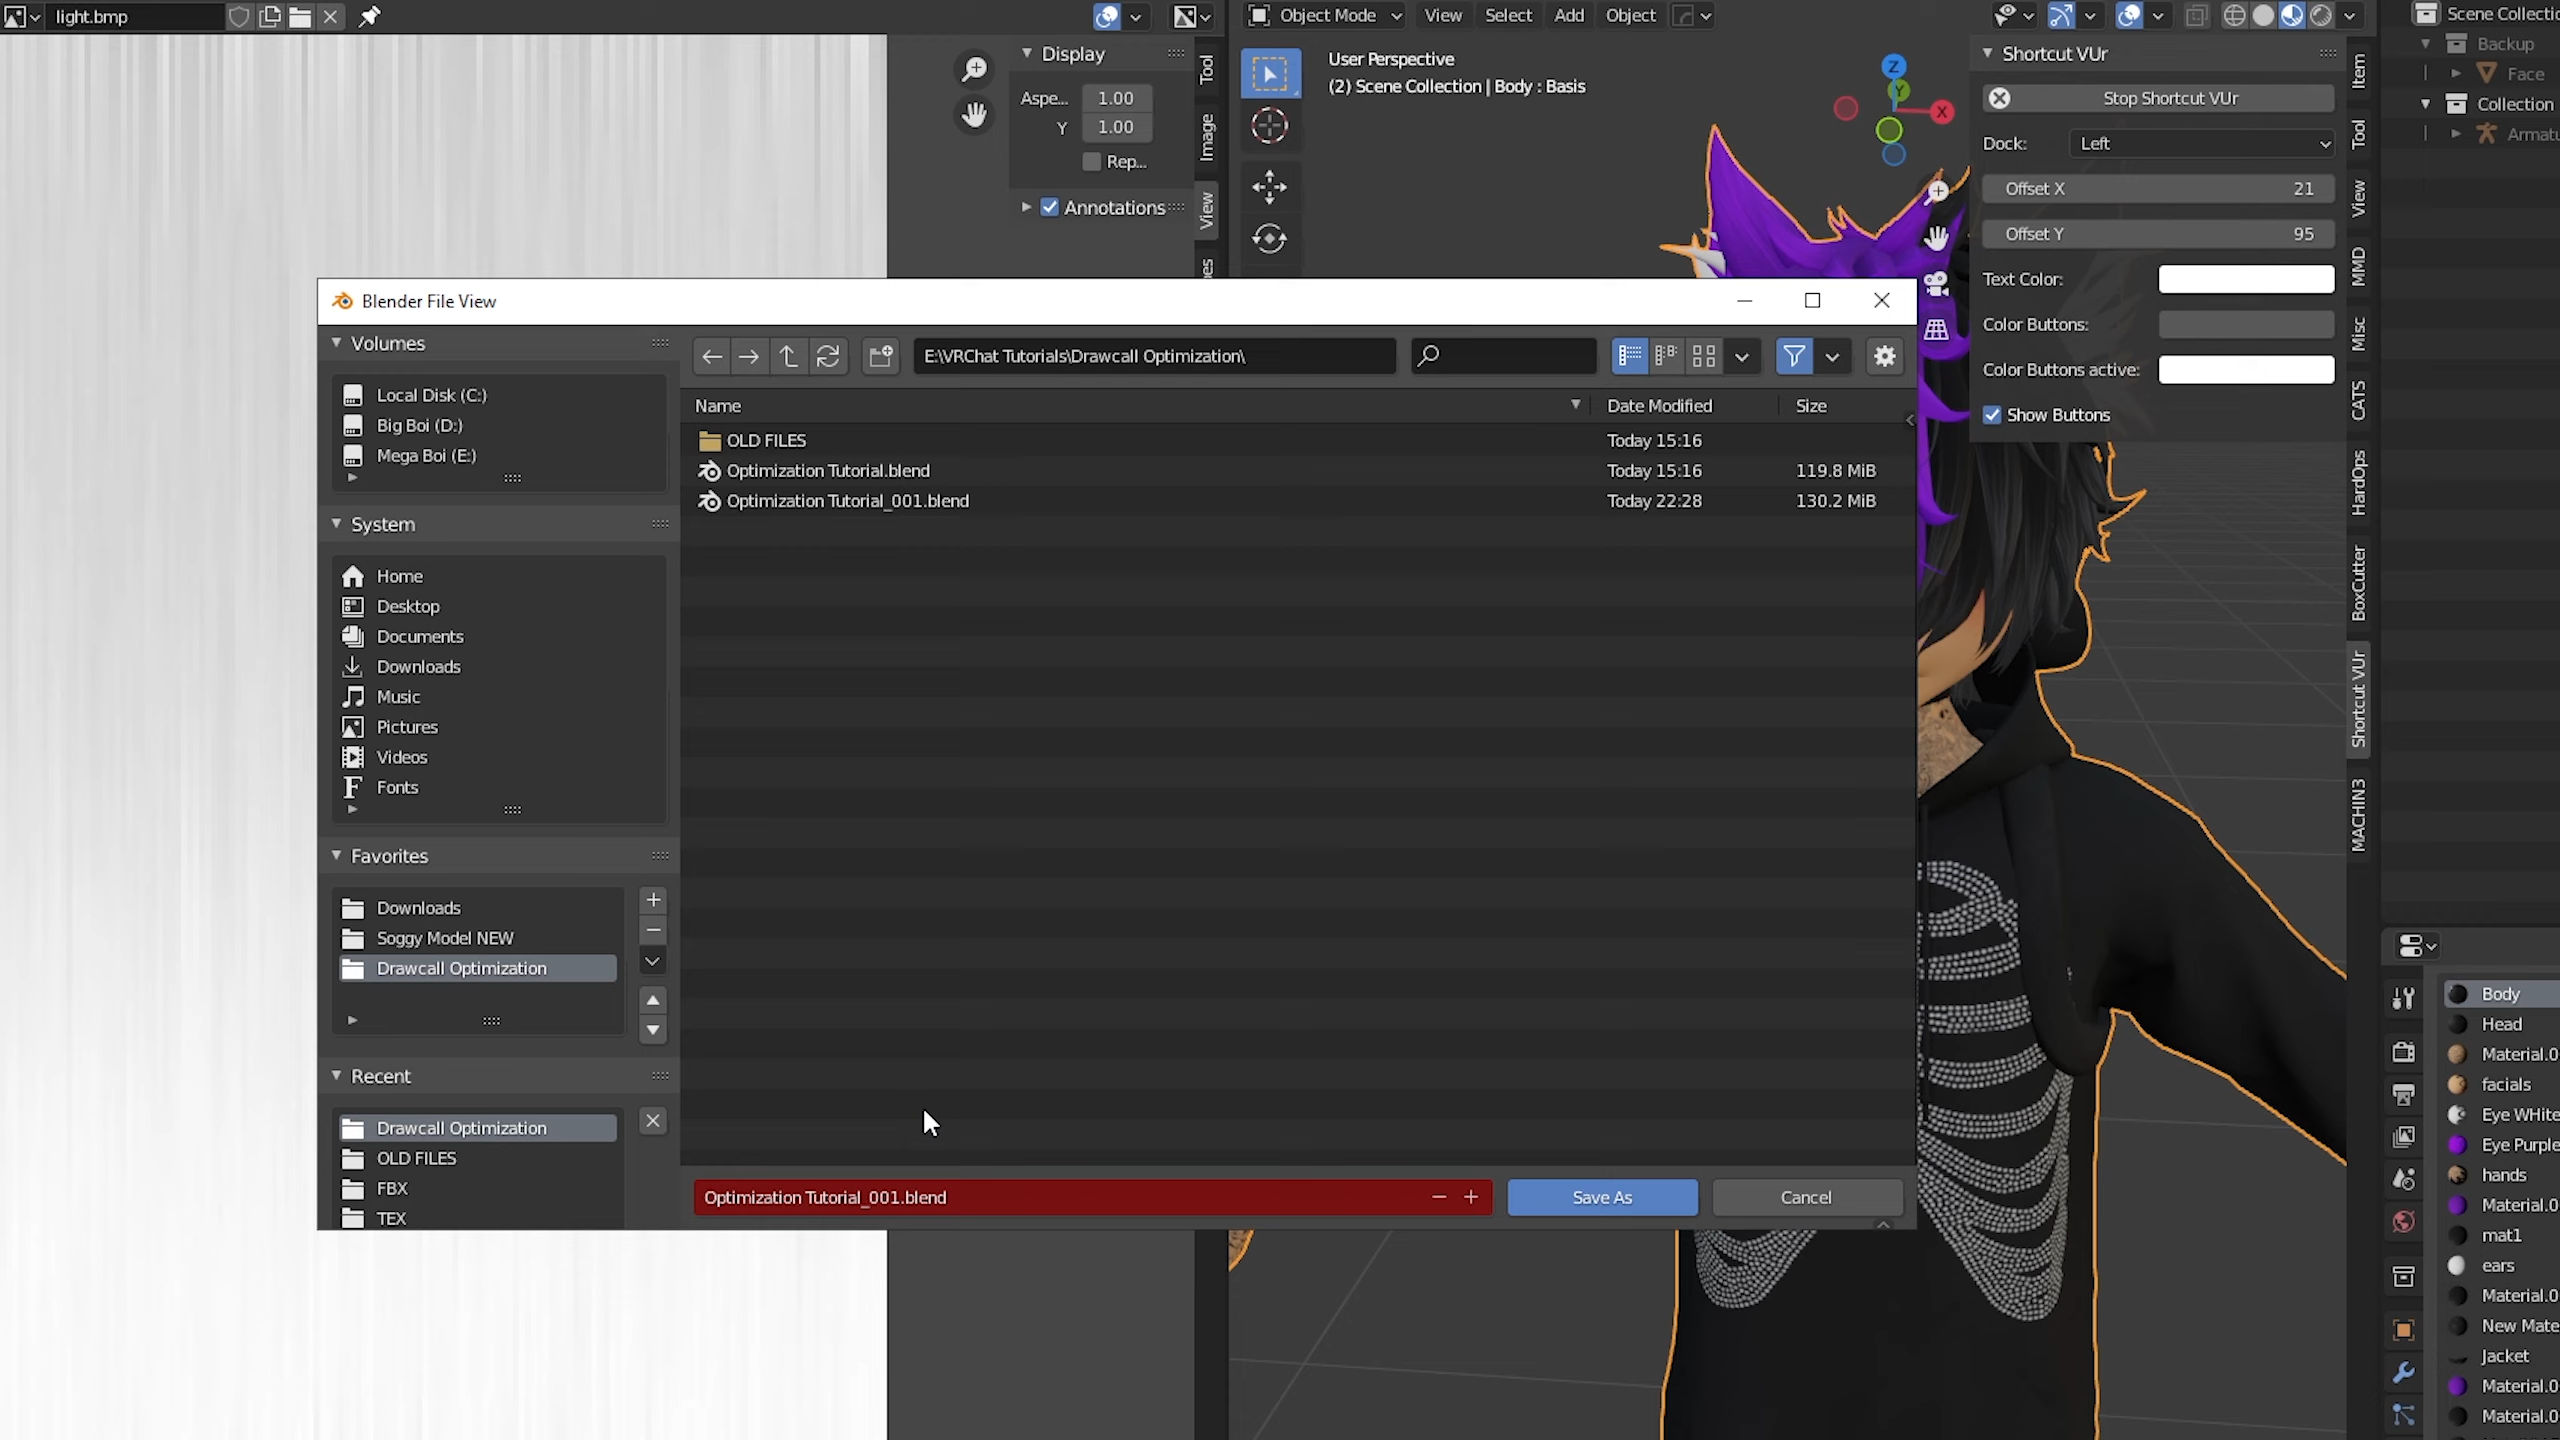 light.bmp
Display
Aspe... 1.00
Y 1.00
Rep...
Annotations
Tool
Image
View
Object Mode
View
Select
Add
Object
User Perspective
(2) Scene Collection | Body : Basis
Z
Y
X
Shortcut VUr
Stop Shortcut VUr
Dock: Left
Offset X 21
Offset Y 95
Text Color:
Color Buttons:
Color Buttons active:
Show Buttons
Item
Tool
View
MMD
Misc
CATS
HardOps
BoxCutter
Shortcut VUr
MACHIN3
Scene Collectic
Backup
Face
Collection
Armatu
Blender File View
Volumes
Local Disk (C:)
Big Boi (D:)
Mega Boi (E:)
System
Home
Desktop
Documents
Downloads
Music
Pictures
Videos
Fonts
Favorites
Downloads
Soggy Model NEW
Drawcall Optimization
Recent
Drawcall Optimization
OLD FILES
FBX
TEX
E:\VRChat Tutorials\Drawcall Optimization\
Name Date Modified Size
OLD FILES Today 15:16
Optimization Tutorial.blend Today 15:16 119.8 MiB
Optimization Tutorial_001.blend Today 22:28 130.2 MiB
Optimization Tutorial_001.blend
Save As
Cancel
Body
Head
Material.0
facials
Eye WHite
Eye Purple
hands
Material.0
mat1
ears
Material.0
New Mate
Jacket
Material.0
Material.0